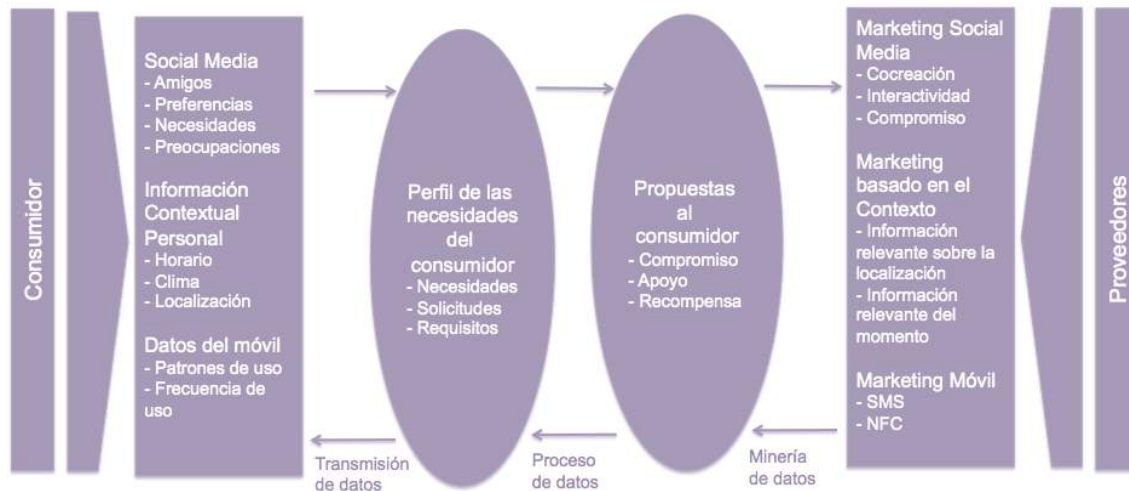 Consumidor
Social Media
- Amigos
- Preferencias
- Necesidades
- Preocupaciones
Información
Contextual
Personal
- Horario
- Clima
- Localización
Datos del móvil
- Patrones de uso
- Frecuencia de
uso
Transmisión
de datos
Perfil de las
necesidades
del
consumidor
- Necesidades
- Solicitudes
- Requisitos
Proceso
de datos
Propuestas
al
consumidor
- Compromiso
- Apoyo
- Recompensa
Minería
de datos
Marketing Social
Media
- Cocreación
- Interactividad
- Compromiso
Marketing
basado en el
Contexto
- Información
relevante sobre la
localización
- Información
relevante del
momento
Marketing Móvil
- SMS
- NFC
Proveedores